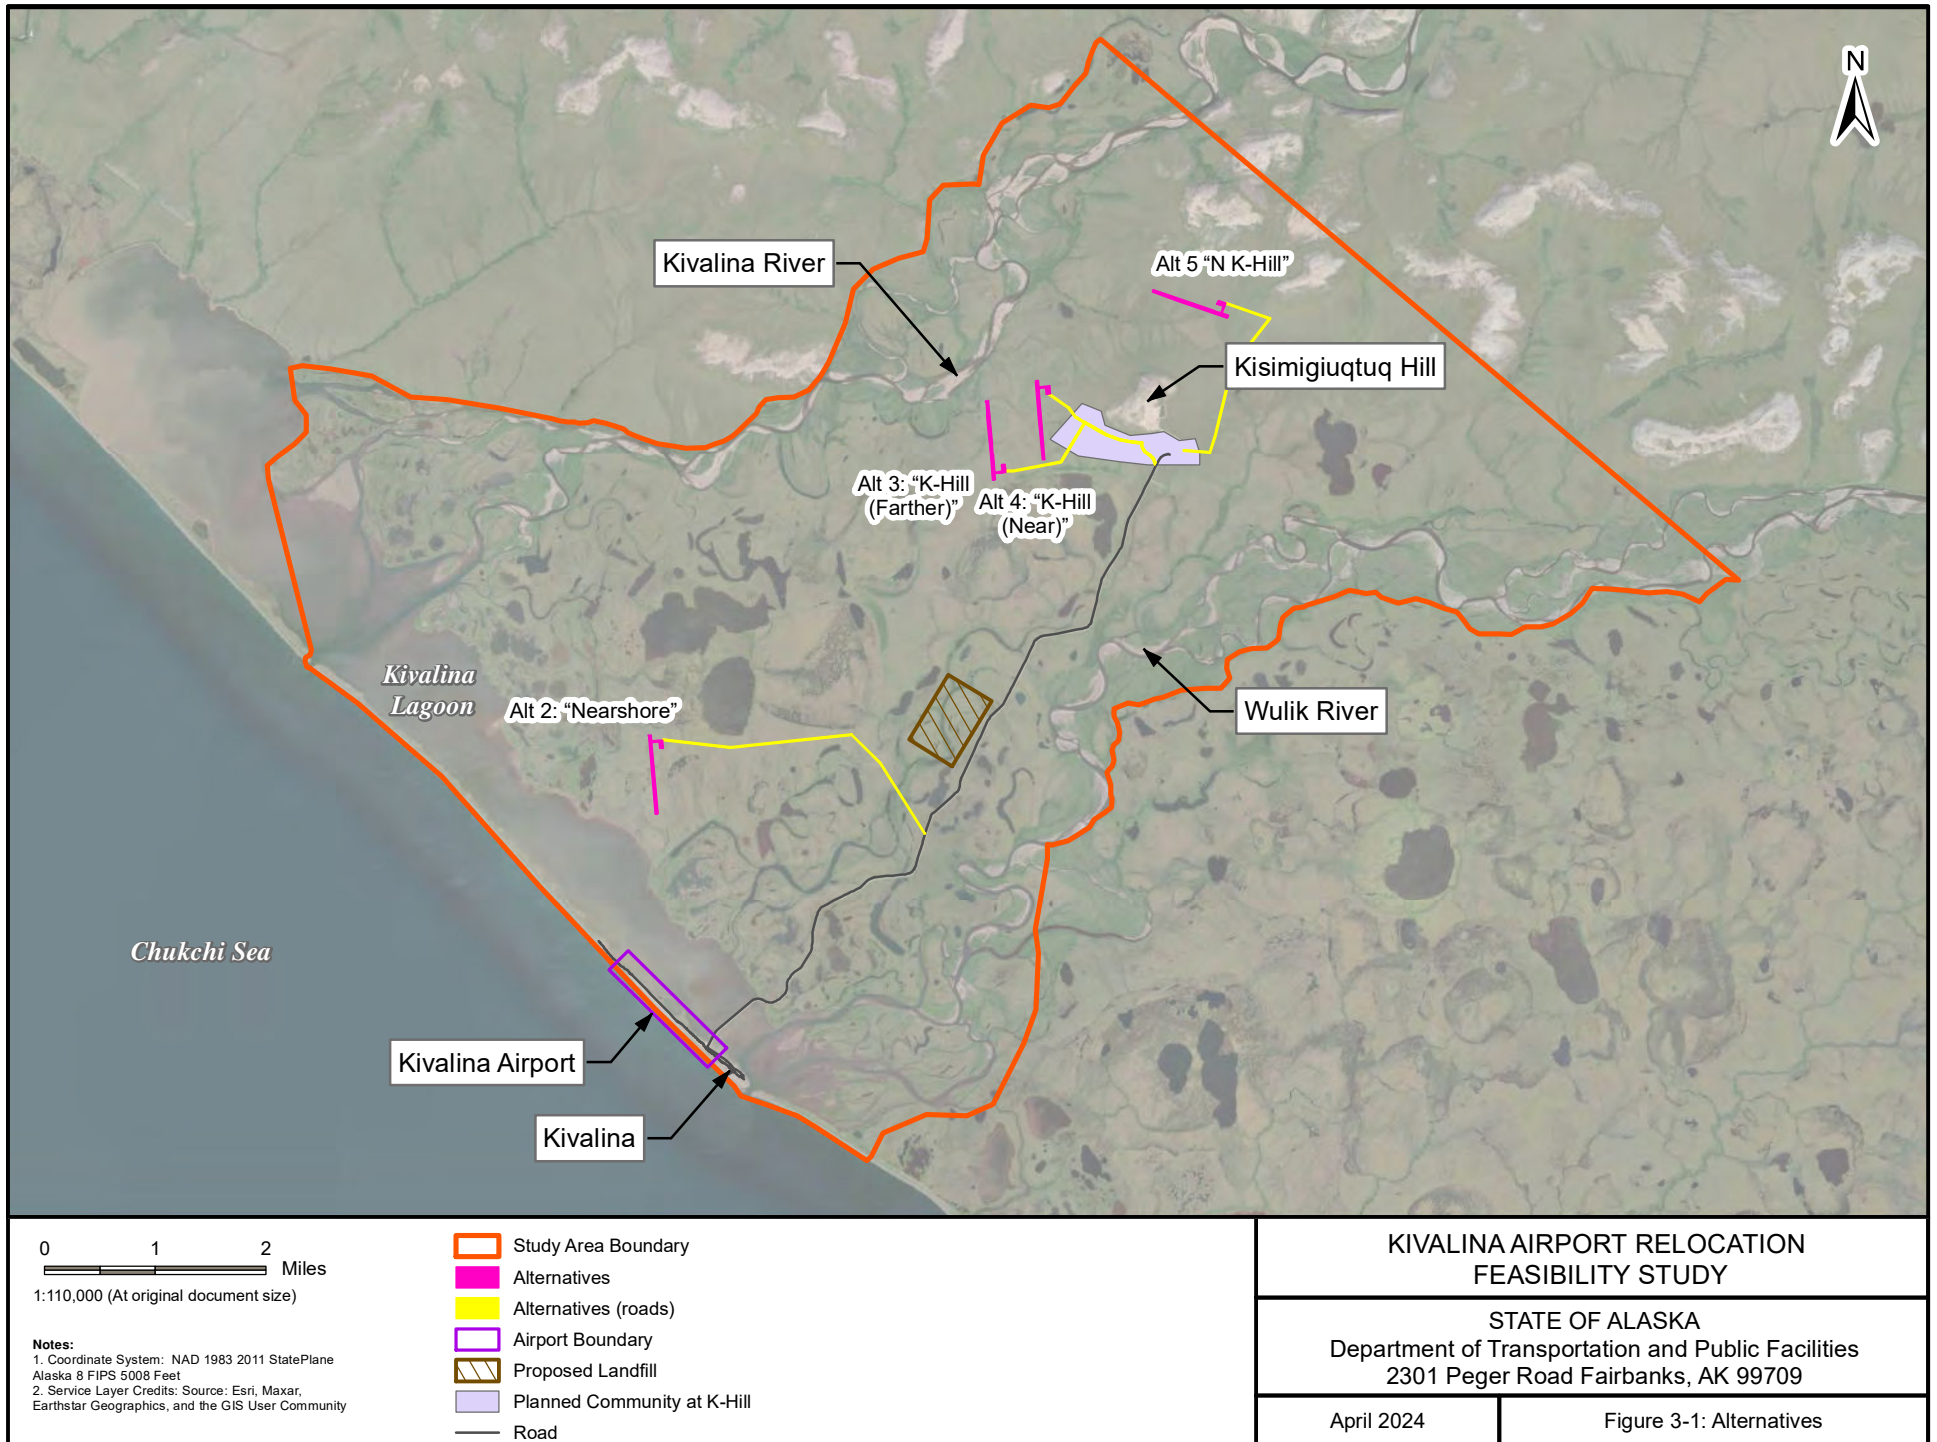 N
Alt 5 “N K-Hill”
Kivalina River
Kisimigiuqtuq Hill
Alt 3: “K-Hill
(Farther)”
Alt 4: “K-Hill
(Near)”
Kivalina
Lagoon
Alt 2: “Nearshore”
Wulik River
Chukchi Sea
Kivalina Airport
Kivalina
0 1 2
Miles
1:110,000 (At original document size)
Notes:
1. Coordinate System: NAD 1983 2011 StatePlane
Alaska 8 FIPS 5008 Feet
2. Service Layer Credits: Source: Esri, Maxar,
Earthstar Geographics, and the GIS User Community
Study Area Boundary
Alternatives
Alternatives (roads)
Airport Boundary
Proposed Landfill
Planned Community at K-Hill
Road
KIVALINA AIRPORT RELOCATION
FEASIBILITY STUDY
STATE OF ALASKA
Department of Transportation and Public Facilities
2301 Peger Road Fairbanks, AK 99709
April 2024
Figure 3-1: Alternatives